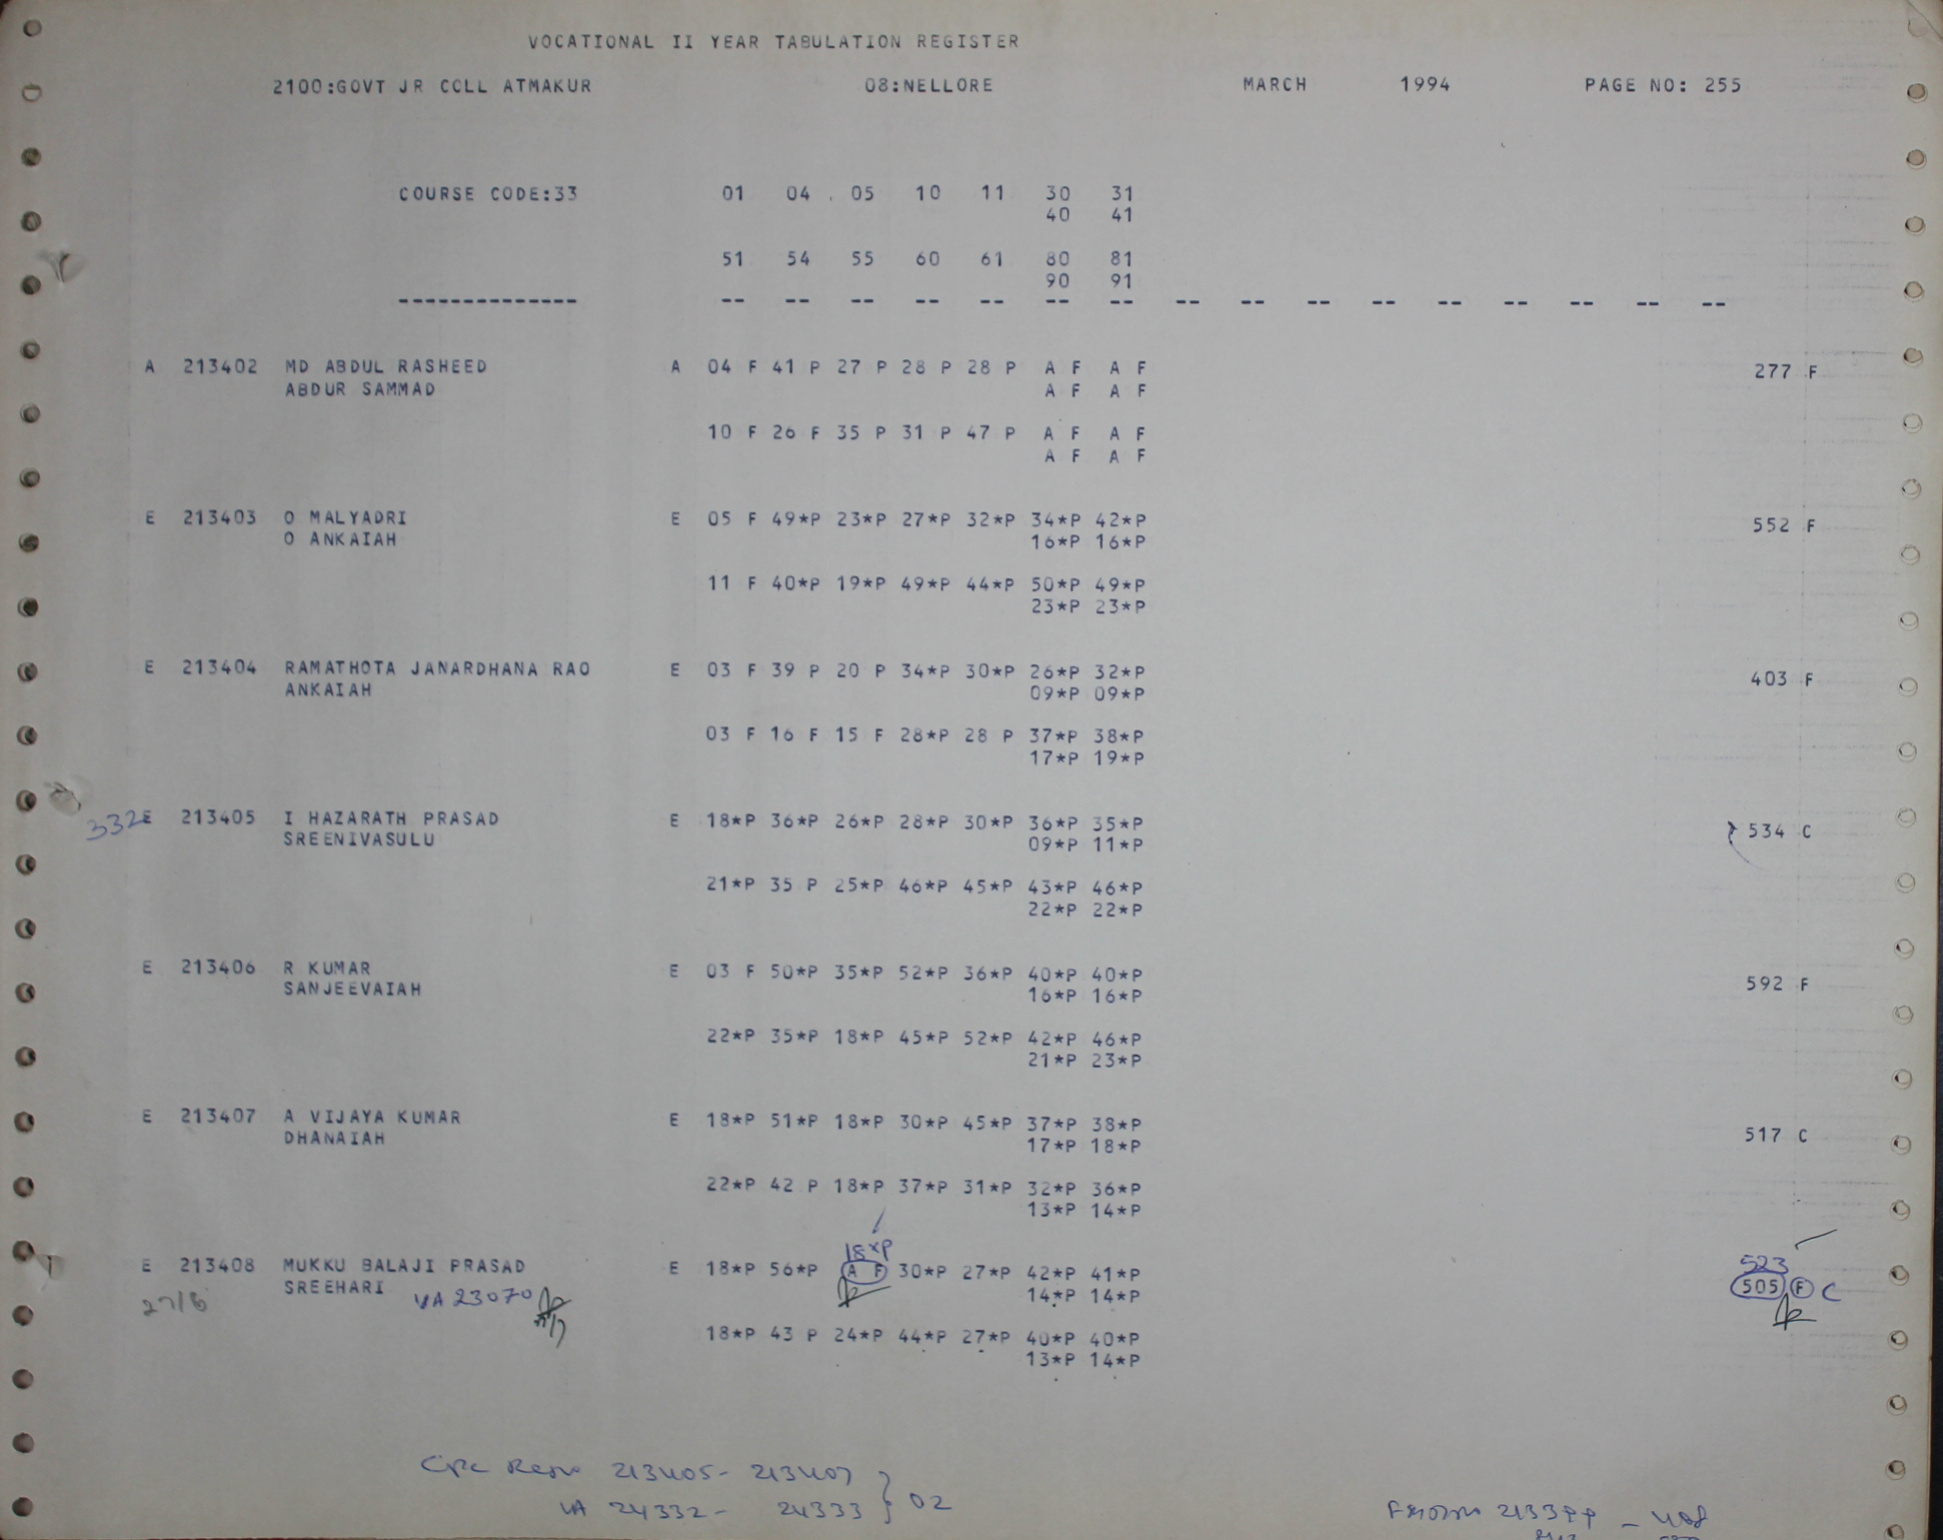 VOCATIONAL II YEAR TABULATION REGISTER
2100:GOVT JR COLL ATMAKUR 08:NELLORE MARCH 1994 PAGE NO: 255
COURSE CODE:33 01 04 . 05 10 11 30 31
40 41
51 54 55 60 61 80 81
90 91
-------------- -- -- -- -- -- -- -- -- -- -- -- -- -- -- -- --
A 213402 MD ABDUL RASHEED A 04 F 41 P 27 P 28 P 28 P A F A F 277 F
ABDUR SAMMAD A F A F
10 F 26 F 35 P 31 P 47 P A F A F
A F A F
E 213403 O MALYADRI E 05 F 49*P 23*P 27*P 32*P 34*P 42*P 552 F
O ANKAIAH 16*P 16*P
11 F 40*P 19*P 49*P 44*P 50*P 49*P
23*P 23*P
E 213404 RAMATHOTA JANARDHANA RAO E 03 F 39 P 20 P 34*P 30*P 26*P 32*P 403 F
ANKAIAH 09*P 09*P
03 F 16 F 15 F 28*P 28 P 37*P 38*P
17*P 19*P
332 E 213405 I HAZARATH PRASAD E 18*P 36*P 26*P 28*P 30*P 36*P 35*P 534 C
SREENIVASULU 09*P 11*P
21*P 35 P 25*P 46*P 45*P 43*P 46*P
22*P 22*P
E 213406 R KUMAR E 03 F 50*P 35*P 52*P 36*P 40*P 40*P 592 F
SANJEEVAIAH 16*P 16*P
22*P 35*P 18*P 45*P 52*P 42*P 46*P
21*P 23*P
E 213407 A VIJAYA KUMAR E 18*P 51*P 18*P 30*P 45*P 37*P 38*P 517 C
DHANAIAH 17*P 18*P
22*P 42 P 18*P 37*P 31*P 32*P 36*P
13*P 14*P
18*P 523
E 213408 MUKKU BALAJI PRASAD E 18*P 56*P A F 30*P 27*P 42*P 41*P 505 F C
SREEHARI VA 23070 14*P 14*P
18*P 43 P 24*P 44*P 27*P 40*P 40*P
13*P 14*P
213405- 213407
VA 24332- 24333 } 02